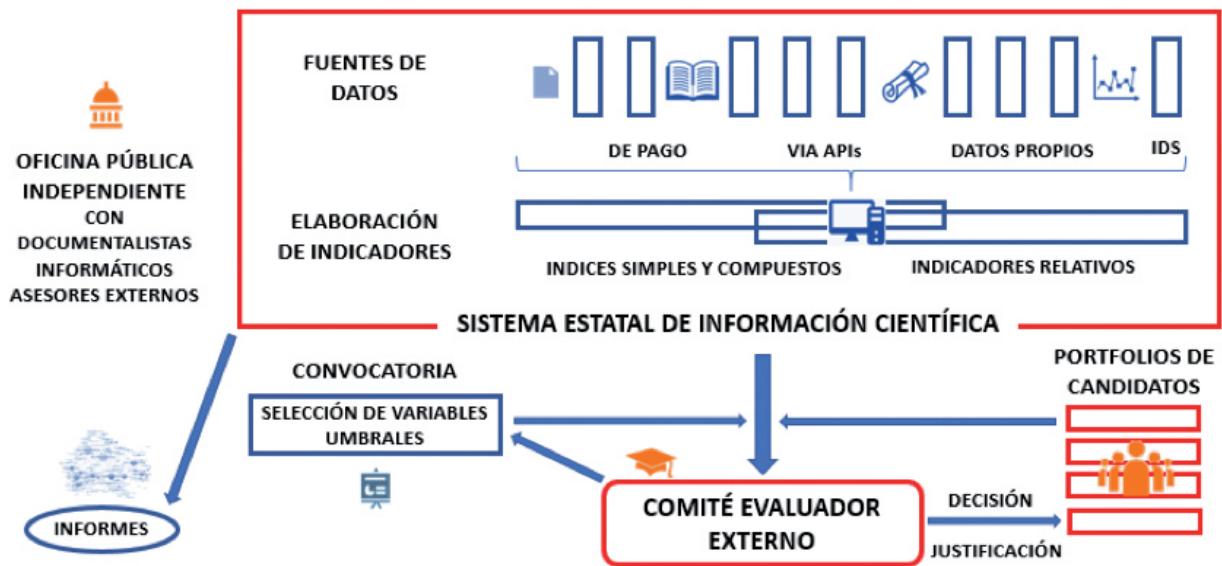 FUENTES DE
DATOS
DE PAGO
VIA APIs
DATOS PROPIOS
IDS
OFICINA PÚBLICA
INDEPENDIENTE
CON
DOCUMENTALISTAS
INFORMÁTICOS
ASESORES EXTERNOS
ELABORACIÓN
DE INDICADORES
INDICES SIMPLES Y COMPUESTOS
INDICADORES RELATIVOS
SISTEMA ESTATAL DE INFORMACIÓN CIENTÍFICA
CONVOCATORIA
SELECCIÓN DE VARIABLES
UMBRALES
PORTFOLIOS DE
CANDIDATOS
INFORMES
COMITÉ EVALUADOR
EXTERNO
DECISIÓN
JUSTIFICACIÓN